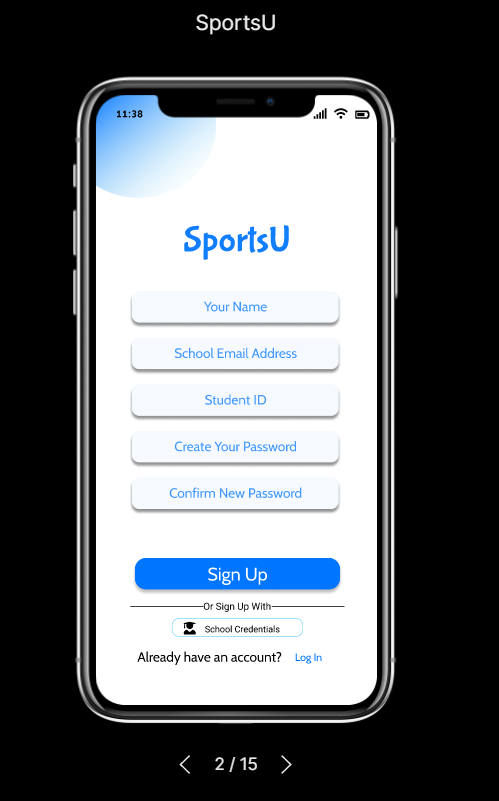 SportsU
11:38
SportsU
Your Name
School Email Address
Student ID
Create Your Password
Confirm New Password
Sign Up
Or Sign Up With
School Credentials
Already have an account? Log In
2 / 15